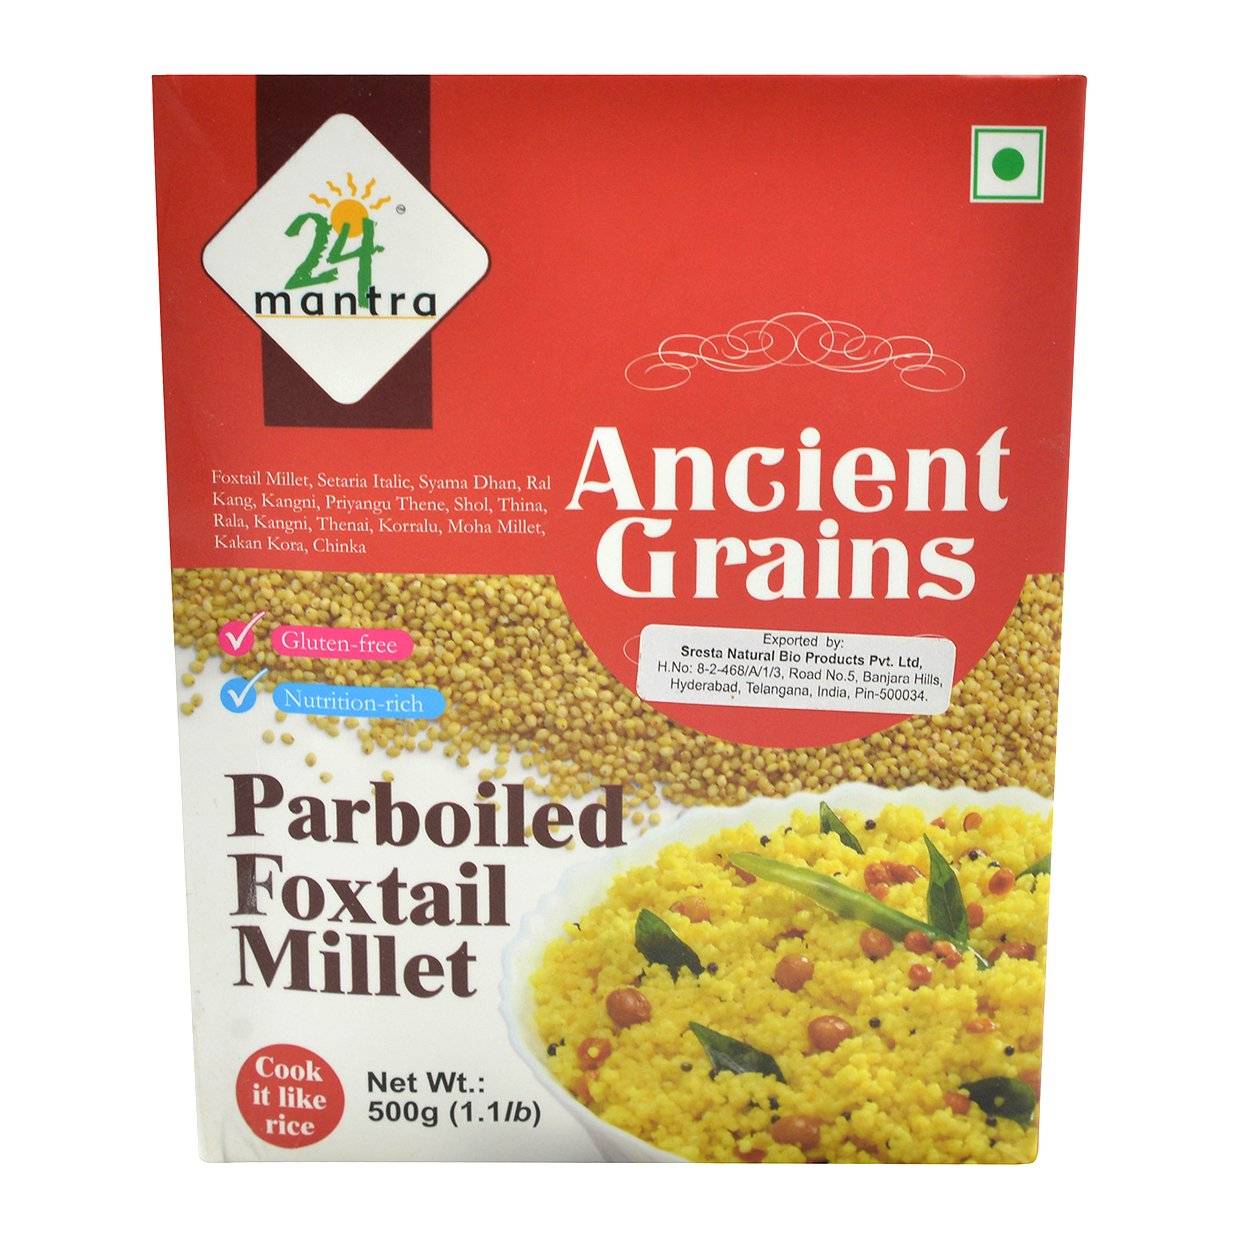 24
mantra
Ancient
Grains
Foxtail Millet, Setaria Italic, Syama Dhan, Ral
Kang, Kangni, Priyangu Thene, Shol, Thina,
Rala, Kangni, Thenai, Korralu, Moha Millet,
Kakan Kora, Chinka
Gluten-free
Nutrition-rich
Exported by:
Sresta Natural Bio Products Pvt. Ltd,
H.No: 8-2-468/A/1/3, Road No.5, Banjara Hills,
Hyderabad, Telangana, India, Pin-500034.
Parboiled
Foxtail
Millet
Cook
it like
rice
Net Wt.:
500g (1.1lb)